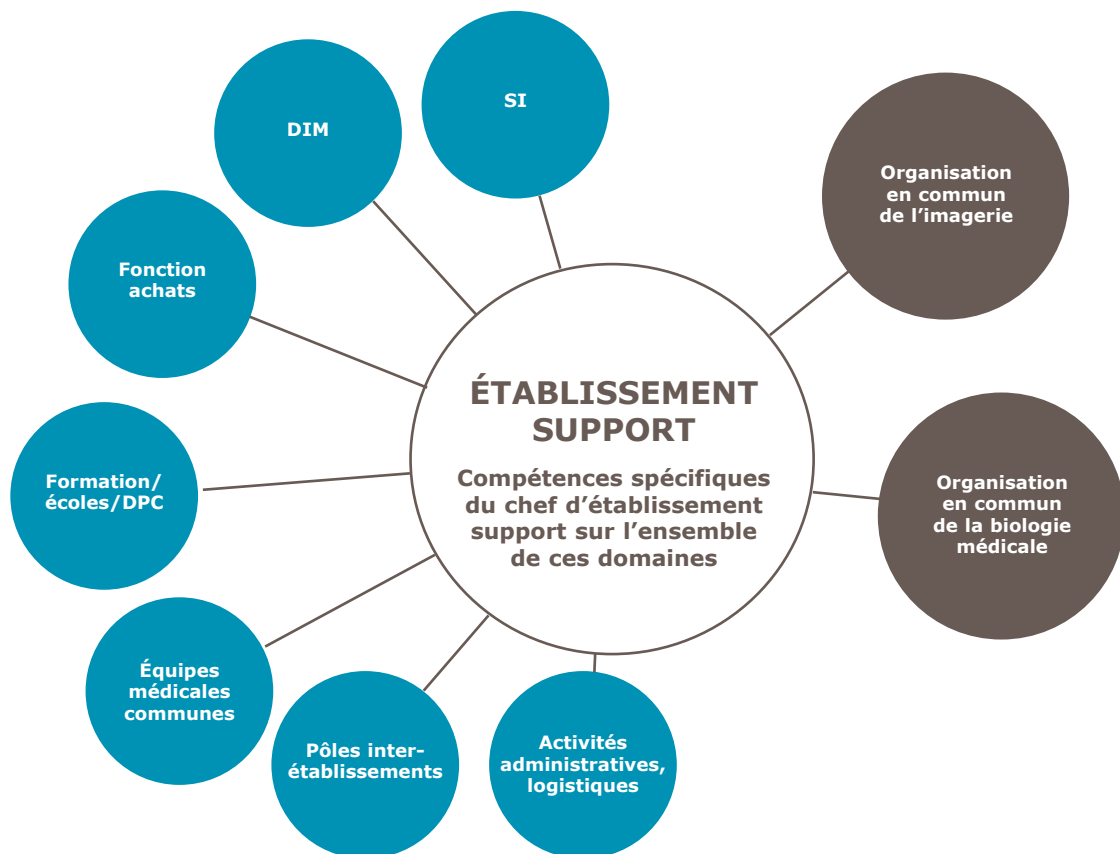 SI
DIM
Organisation
en commun
de l’imagerie
Fonction
achats
ÉTABLISSEMENT
SUPPORT
Compétences spécifiques
du chef d’établissement
support sur l’ensemble
de ces domaines
Formation/
écoles/DPC
Organisation
en commun
de la biologie
médicale
Équipes
médicales
communes
Pôles inter-
établissements
Activités
administratives,
logistiques